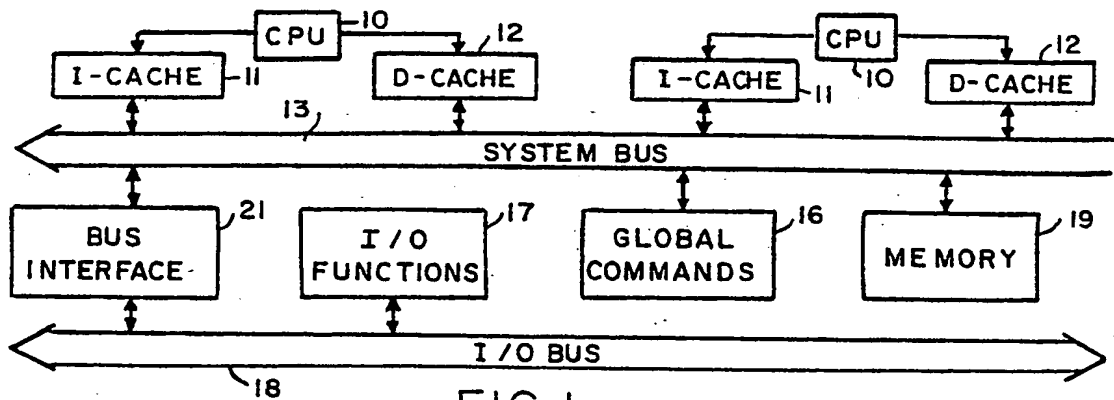 CPU
10
12
I-CACHE
11
D-CACHE
CPU
10
12
I-CACHE
11
D-CACHE
13
SYSTEM BUS
21
BUS
INTERFACE
17
I/O
FUNCTIONS
16
GLOBAL
COMMANDS
19
MEMORY
I/O BUS
18